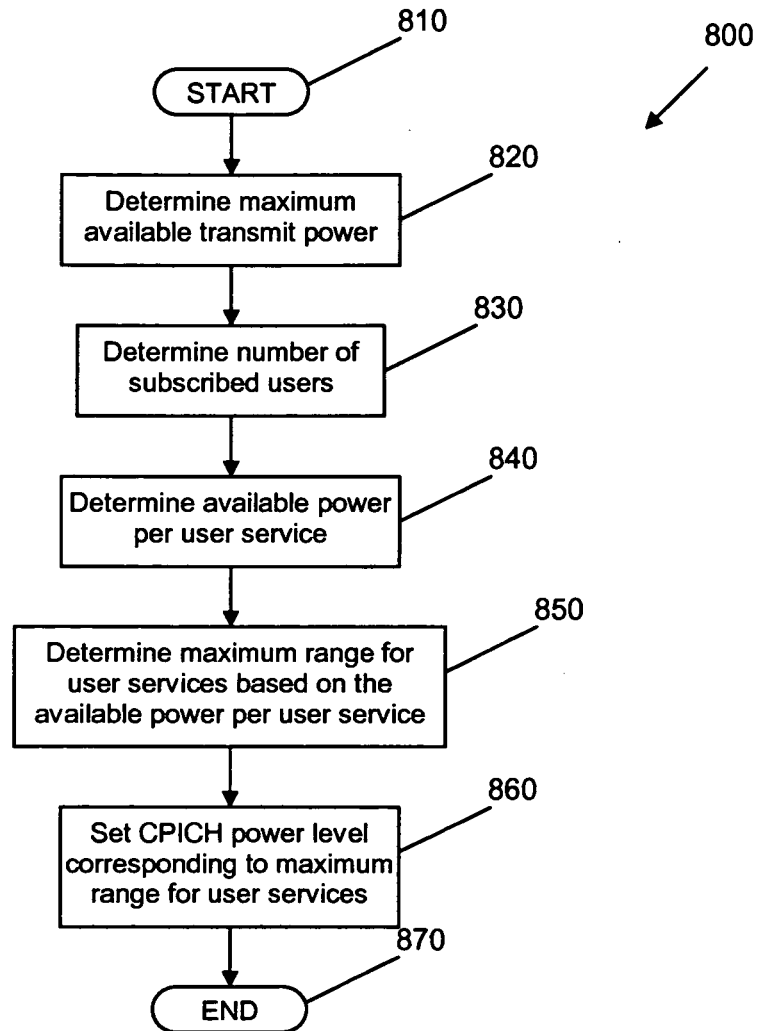 810
800
START
820
Determine maximum
available transmit power
830
Determine number of
subscribed users
840
Determine available power
per user service
850
Determine maximum range for
user services based on the
available power per user service
860
Set CPICH power level
corresponding to maximum
range for user services
870
END